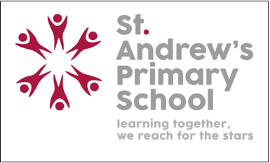 St.
Andrew's
Primary
School
learning together,
we reach for the stars